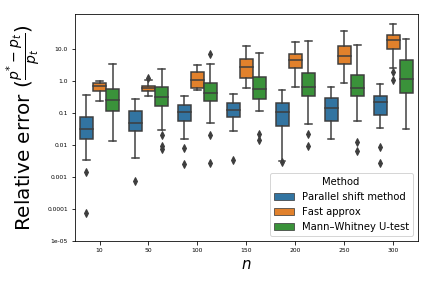 Relative error (\frac{p^* - p_t}{p_t})
10.0
1.0
0.1
0.01
0.001
0.0001
1e-05
10 50 100 150 200 250 300
n
Method
Parallel shift method
Fast approx
Mann–Whitney U-test